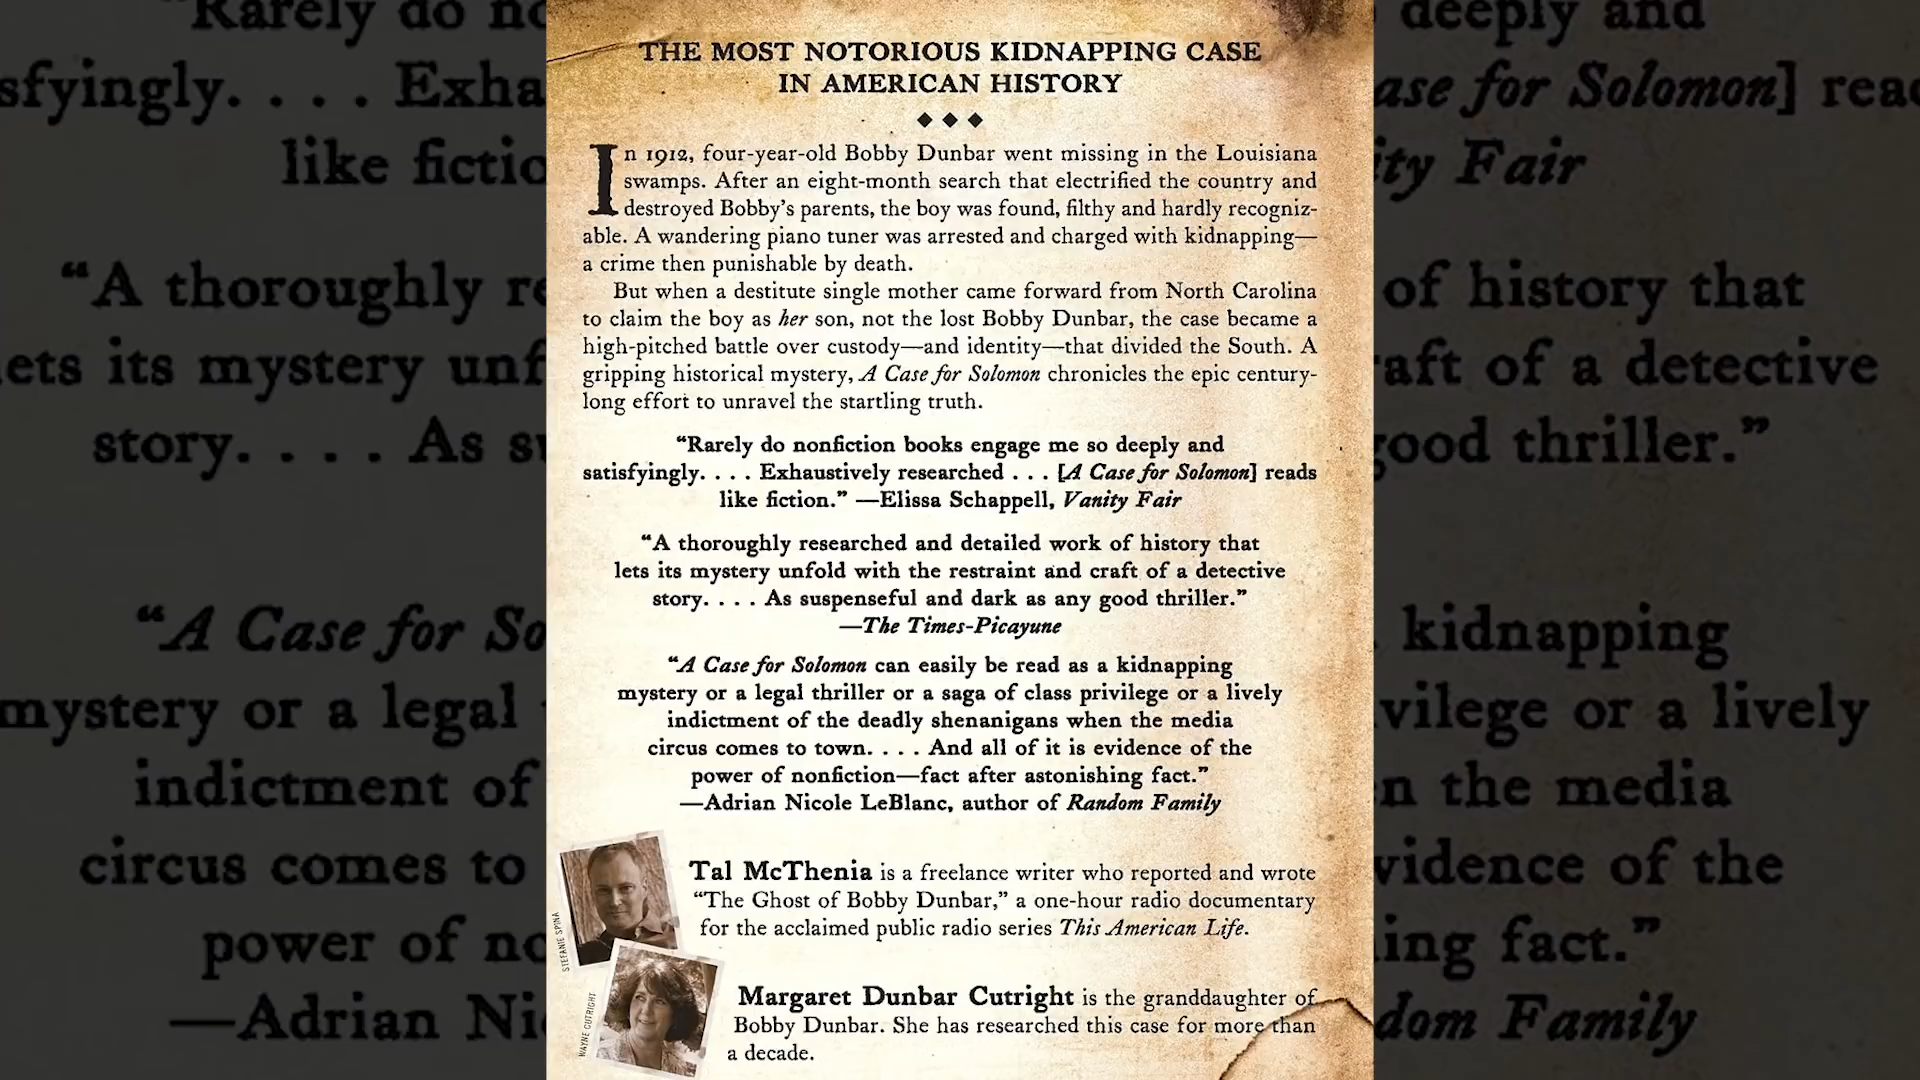 THE MOST NOTORIOUS KIDNAPPING CASE
IN AMERICAN HISTORY
In 1912, four-year-old Bobby Dunbar went missing in the Louisiana
swamps. After an eight-month search that electrified the country and
destroyed Bobby's parents, the boy was found, filthy and hardly recogniz-
able. A wandering piano tuner was arrested and charged with kidnapping—
a crime then punishable by death.
But when a destitute single mother came forward from North Carolina
to claim the boy as her son, not the lost Bobby Dunbar, the case became a
high-pitched battle over custody—and identity—that divided the South. A
gripping historical mystery, A Case for Solomon chronicles the epic century-
long effort to unravel the startling truth.
“Rarely do nonfiction books engage me so deeply and
satisfyingly. . . . Exhaustively researched . . . [A Case for Solomon] reads
like fiction.” —Elissa Schappell, Vanity Fair
“A thoroughly researched and detailed work of history that
lets its mystery unfold with the restraint and craft of a detective
story. . . . As suspenseful and dark as any good thriller.”
—The Times-Picayune
“A Case for Solomon can easily be read as a kidnapping
mystery or a legal thriller or a saga of class privilege or a lively
indictment of the deadly shenanigans when the media
circus comes to town. . . . And all of it is evidence of the
power of nonfiction—fact after astonishing fact.”
—Adrian Nicole LeBlanc, author of Random Family
STEFANIE SPINA
Tal McThenia is a freelance writer who reported and wrote
“The Ghost of Bobby Dunbar,” a one-hour radio documentary
for the acclaimed public radio series This American Life.
WAYNE CUTRIGHT
Margaret Dunbar Cutright is the granddaughter of
Bobby Dunbar. She has researched this case for more than
a decade.